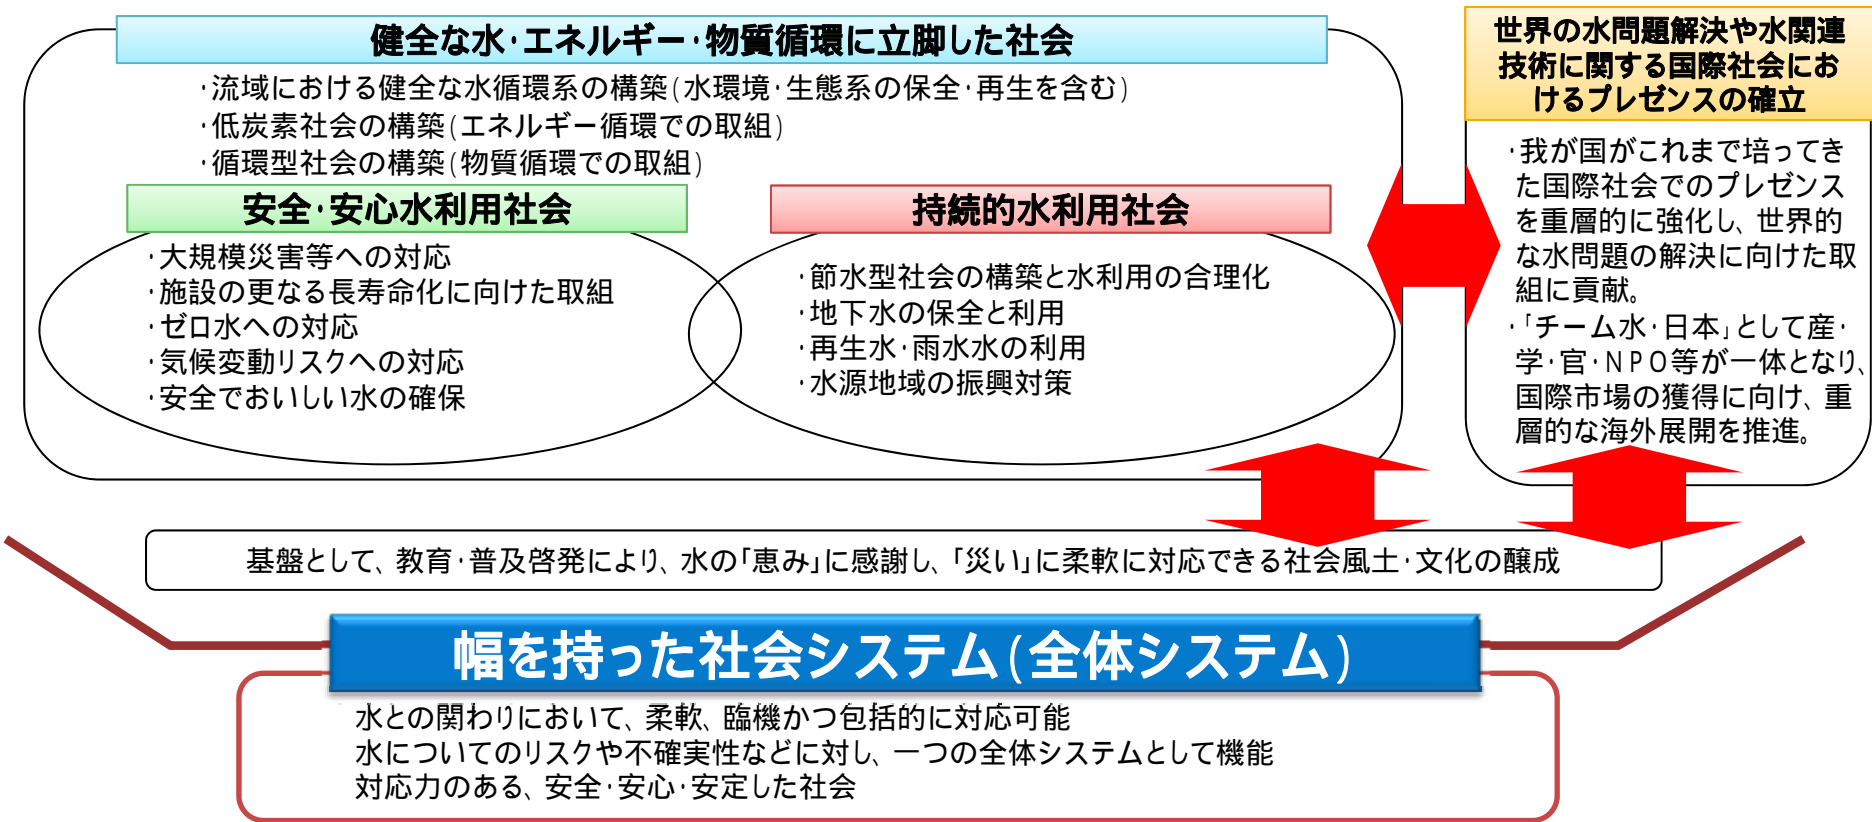 健全な水・エネルギー・物質循環に立脚した社会
・流域における健全な水循環系の構築(水環境・生態系の保全・再生を含む)
・低炭素社会の構築(エネルギー循環での取組)
・循環型社会の構築(物質循環での取組)
安全・安心水利用社会
・大規模災害等への対応
・施設の更なる長寿命化に向けた取組
・ゼロ水への対応
・気候変動リスクへの対応
・安全でおいしい水の確保
持続的水利用社会
・節水型社会の構築と水利用の合理化
・地下水の保全と利用
・再生水・雨水水の利用
・水源地域の振興対策
世界の水問題解決や水関連
技術に関する国際社会にお
けるプレゼンスの確立
・我が国がこれまで培ってき
た国際社会でのプレゼンス
を重層的に強化し、世界的
な水問題の解決に向けた取
組に貢献。
・「チーム水・日本」として産・
学・官・NPO等が一体となり、
国際市場の獲得に向け、重
層的な海外展開を推進。
基盤として、教育・普及啓発により、水の「恵み」に感謝し、「災い」に柔軟に対応できる社会風土・文化の醸成
幅を持った社会システム(全体システム)
水との関わりにおいて、柔軟、臨機かつ包括的に対応可能
水についてのリスクや不確実性などに対し、一つの全体システムとして機能
対応力のある、安全・安心・安定した社会